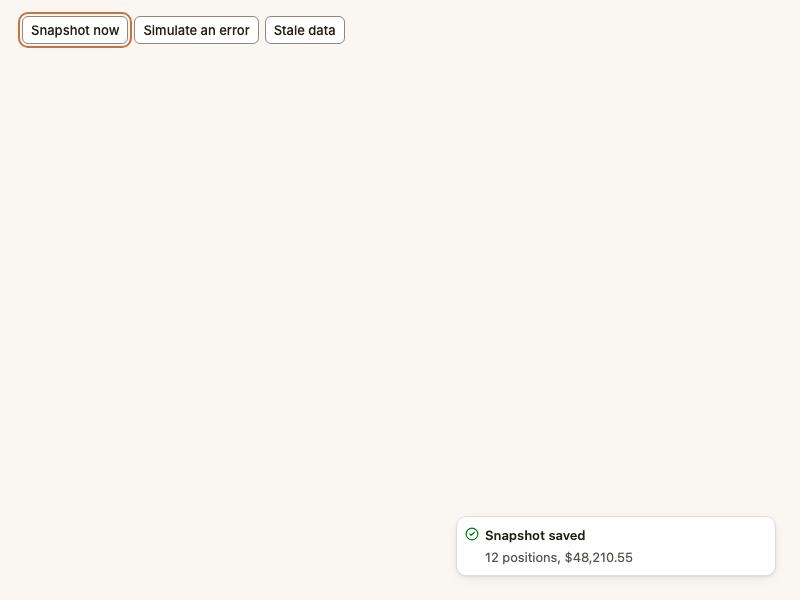 Snapshot now Simulate an error Stale data
Snapshot saved
12 positions, $48,210.55